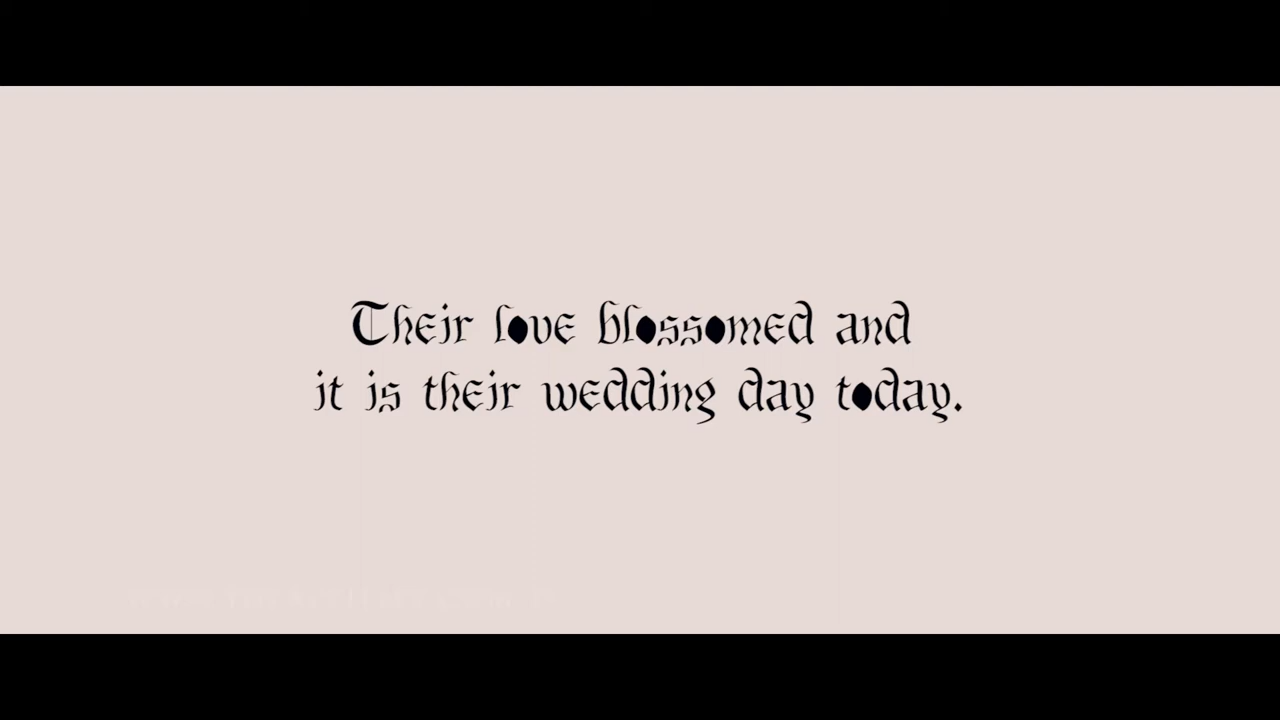 Their love blossomed and
it is their wedding day today.